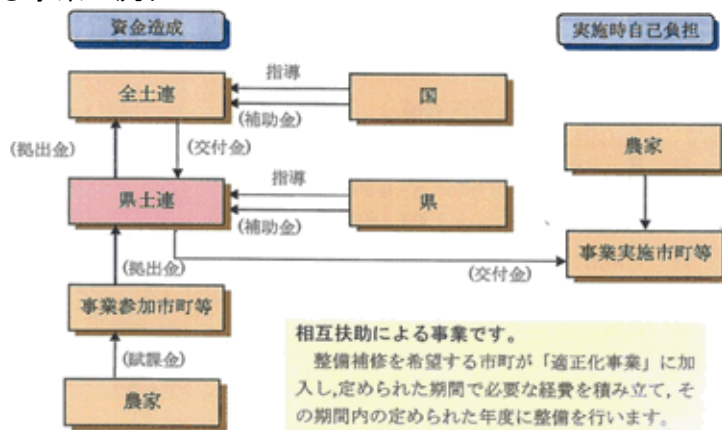 資金造成
実施時自己負担
全土連
指導
(補助金)
国
(拠出金)
(交付金)
農家
県土連
指導
(補助金)
県
(拠出金)
(交付金)
事業実施市町等
事業参加市町等
(賦課金)
農家
相互扶助による事業です。
整備補修を希望する市町が「適正化事業」に加
入し,定められた期間で必要な経費を積み立て,そ
の期間内の定められた年度に整備を行います。